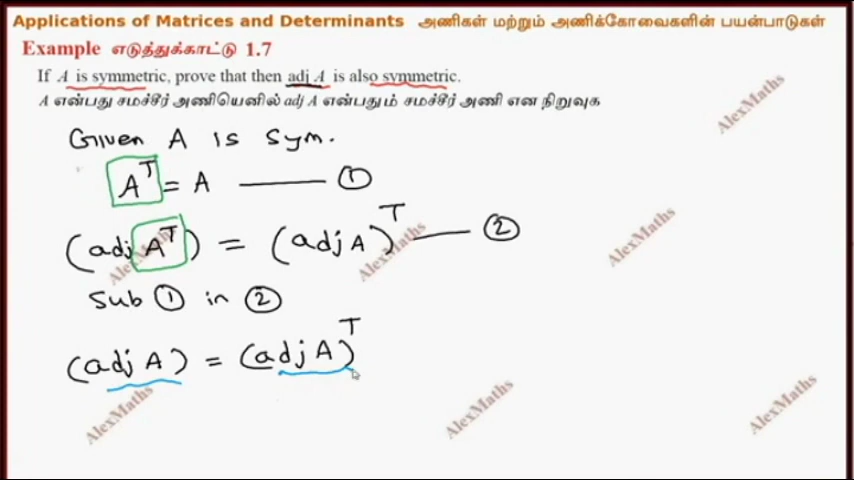 Applications of Matrices and Determinants அணிகள் மற்றும் அணிக்கோவைகளின் பயன்பாடுகள்
Example எடுத்துக்காட்டு 1.7
If A is symmetric, prove that then adj A is also symmetric.
A என்பது சமச்சீர் அணியெனில் adj A என்பதும் சமச்சீர் அணி என நிறுவுக
AlexMaths
Given A is Sym.
A^T = A —— ①
(adj A^T) = (adj A)^T —— ②
AlexMaths AlexMaths AlexMaths
Sub ① in ②
(adj A) = (adj A)^T
AlexMaths AlexMaths AlexMaths